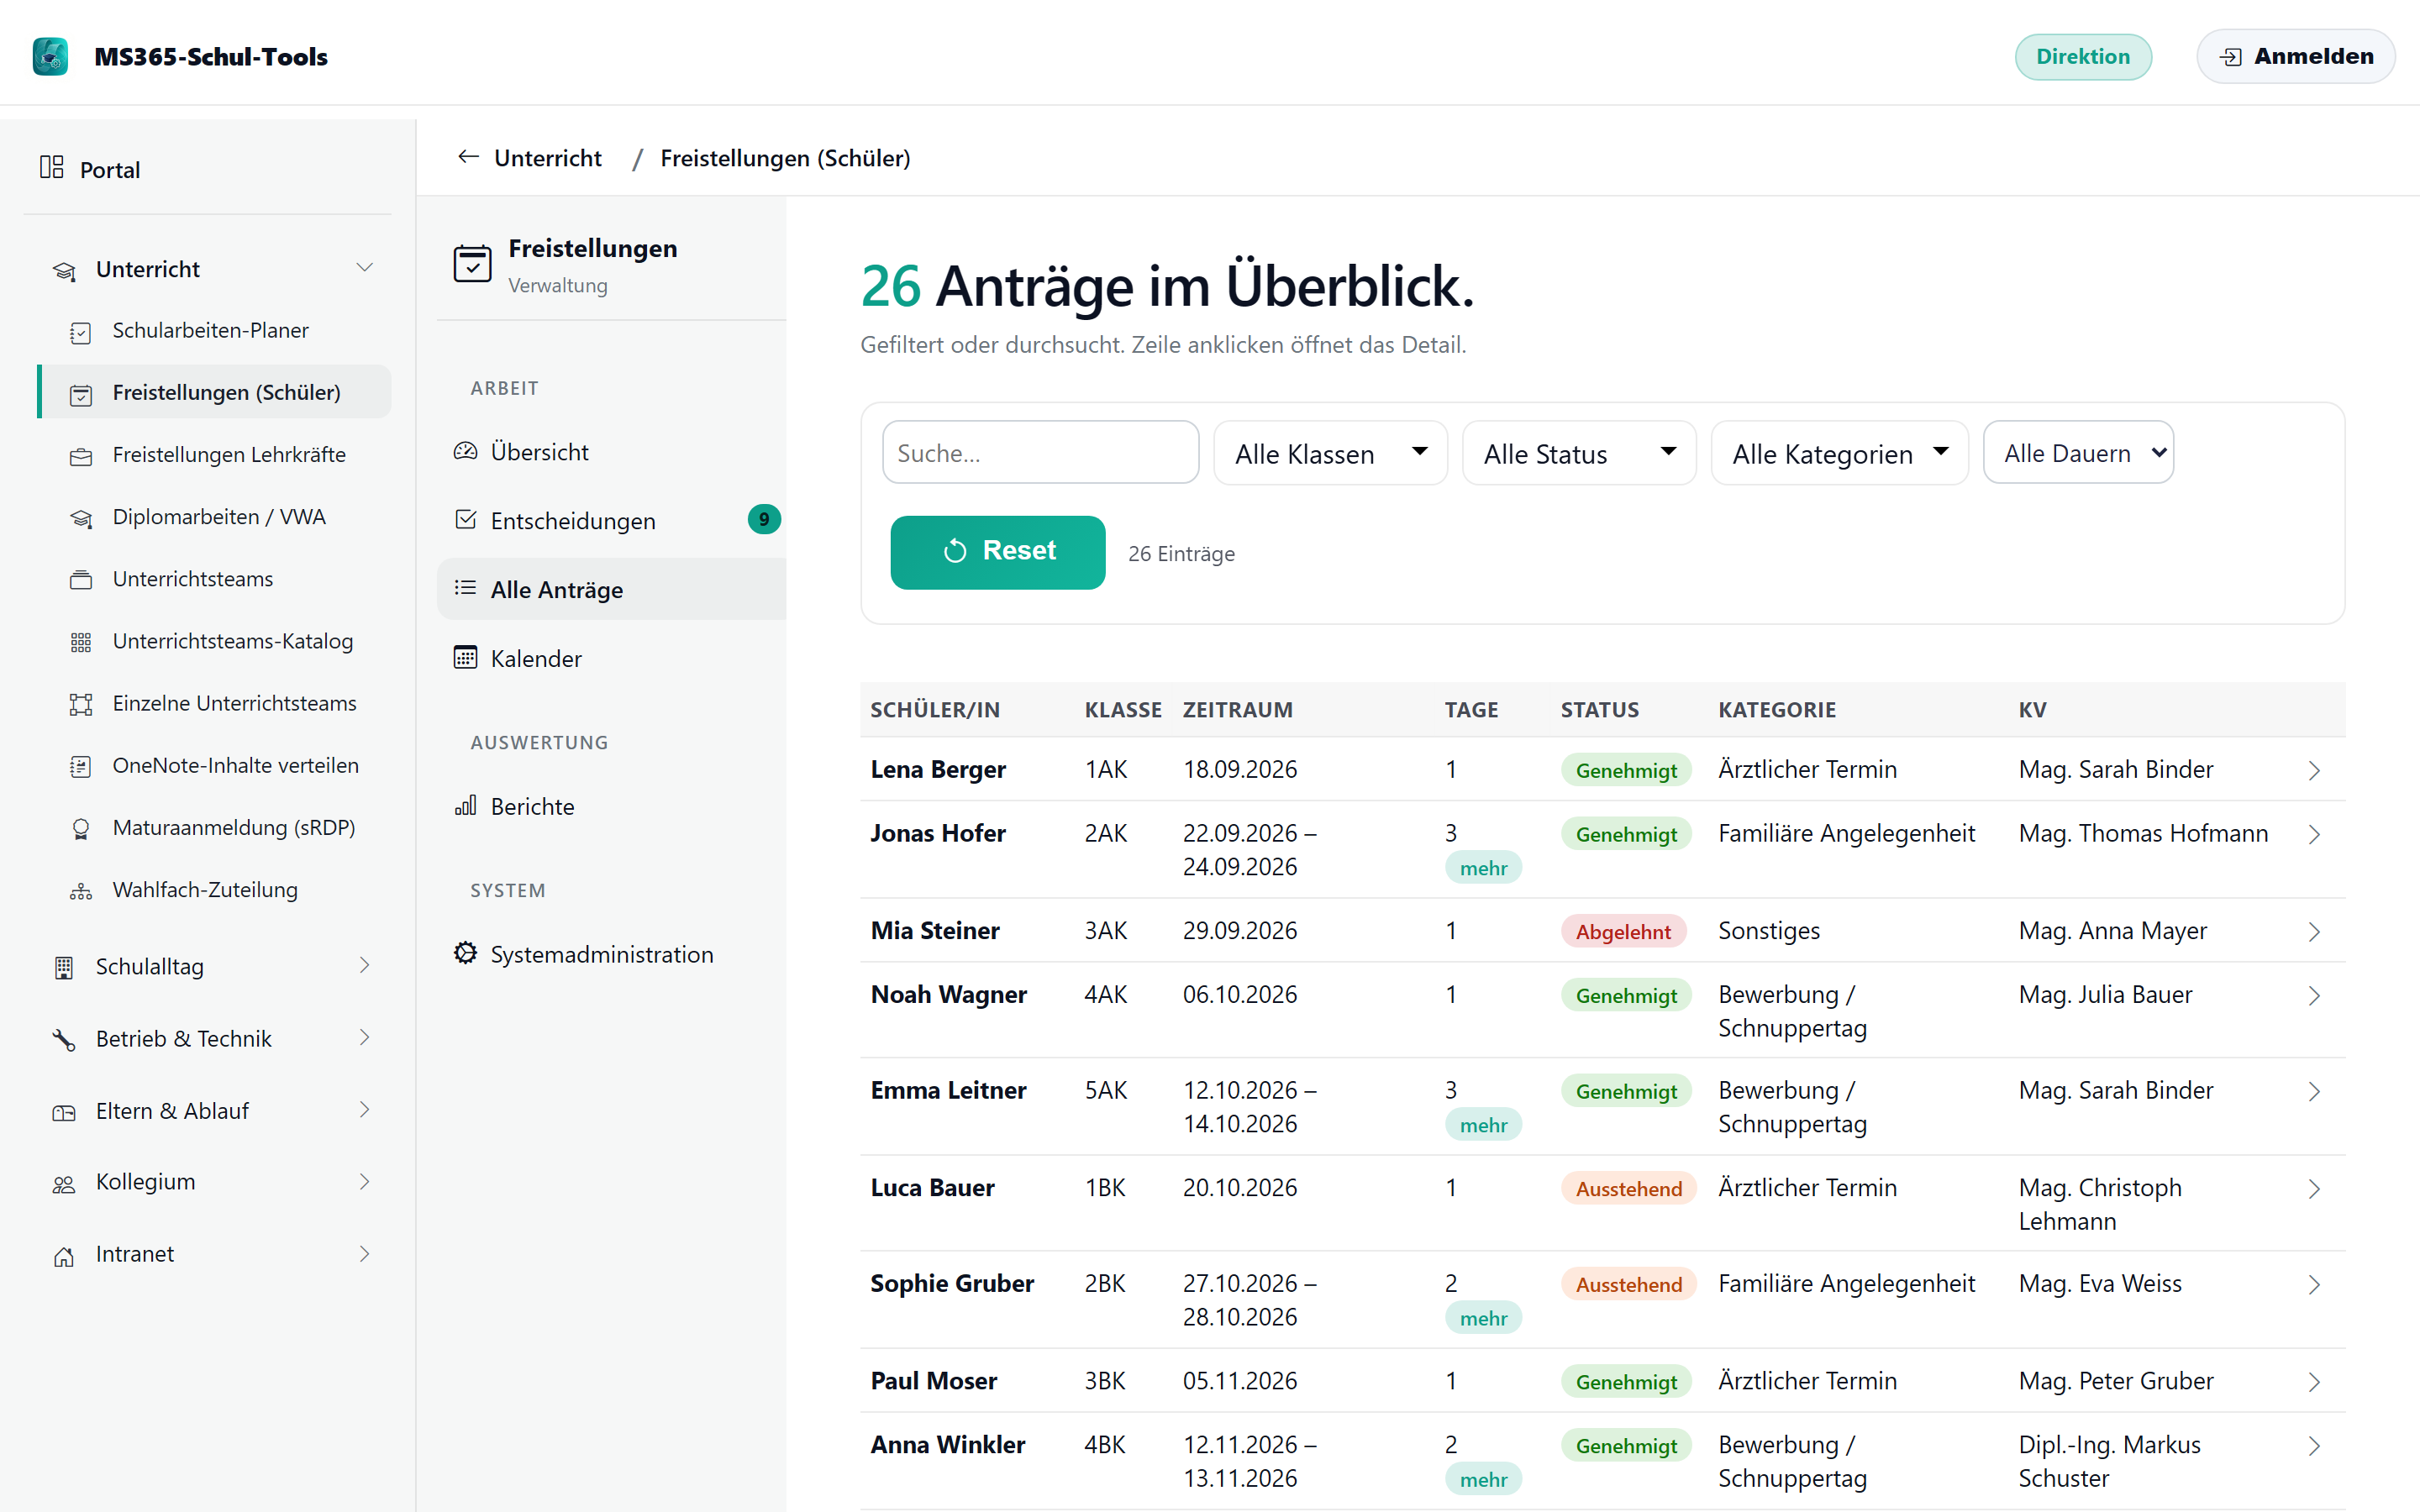 MS365-Schul-Tools
Direktion
Anmelden
Portal
Unterricht
Schularbeiten-Planer
Freistellungen (Schüler)
Freistellungen Lehrkräfte
Diplomarbeiten / VWA
Unterrichtsteams
Unterrichtsteams-Katalog
Einzelne Unterrichtsteams
OneNote-Inhalte verteilen
Maturaanmeldung (sRDP)
Wahlfach-Zuteilung
Schulalltag
Betrieb & Technik
Eltern & Ablauf
Kollegium
Intranet
← Unterricht / Freistellungen (Schüler)
Freistellungen
Verwaltung
ARBEIT
Übersicht
Entscheidungen 9
Alle Anträge
Kalender
AUSWERTUNG
Berichte
SYSTEM
Systemadministration
26 Anträge im Überblick.
Gefiltert oder durchsucht. Zeile anklicken öffnet das Detail.
Suche... Alle Klassen Alle Status Alle Kategorien Alle Dauern
Reset 26 Einträge
SCHÜLER/IN KLASSE ZEITRAUM TAGE STATUS KATEGORIE KV
Lena Berger 1AK 18.09.2026 1 Genehmigt Ärztlicher Termin Mag. Sarah Binder
Jonas Hofer 2AK 22.09.2026 – 3 Genehmigt Familiäre Angelegenheit Mag. Thomas Hofmann
24.09.2026 mehr
Mia Steiner 3AK 29.09.2026 1 Abgelehnt Sonstiges Mag. Anna Mayer
Noah Wagner 4AK 06.10.2026 1 Genehmigt Bewerbung / Mag. Julia Bauer
Schnuppertag
Emma Leitner 5AK 12.10.2026 – 3 Genehmigt Bewerbung / Mag. Sarah Binder
14.10.2026 mehr Schnuppertag
Luca Bauer 1BK 20.10.2026 1 Ausstehend Ärztlicher Termin Mag. Christoph
Lehmann
Sophie Gruber 2BK 27.10.2026 – 2 Ausstehend Familiäre Angelegenheit Mag. Eva Weiss
28.10.2026 mehr
Paul Moser 3BK 05.11.2026 1 Genehmigt Ärztlicher Termin Mag. Peter Gruber
Anna Winkler 4BK 12.11.2026 – 2 Genehmigt Bewerbung / Dipl.-Ing. Markus
13.11.2026 mehr Schnuppertag Schuster